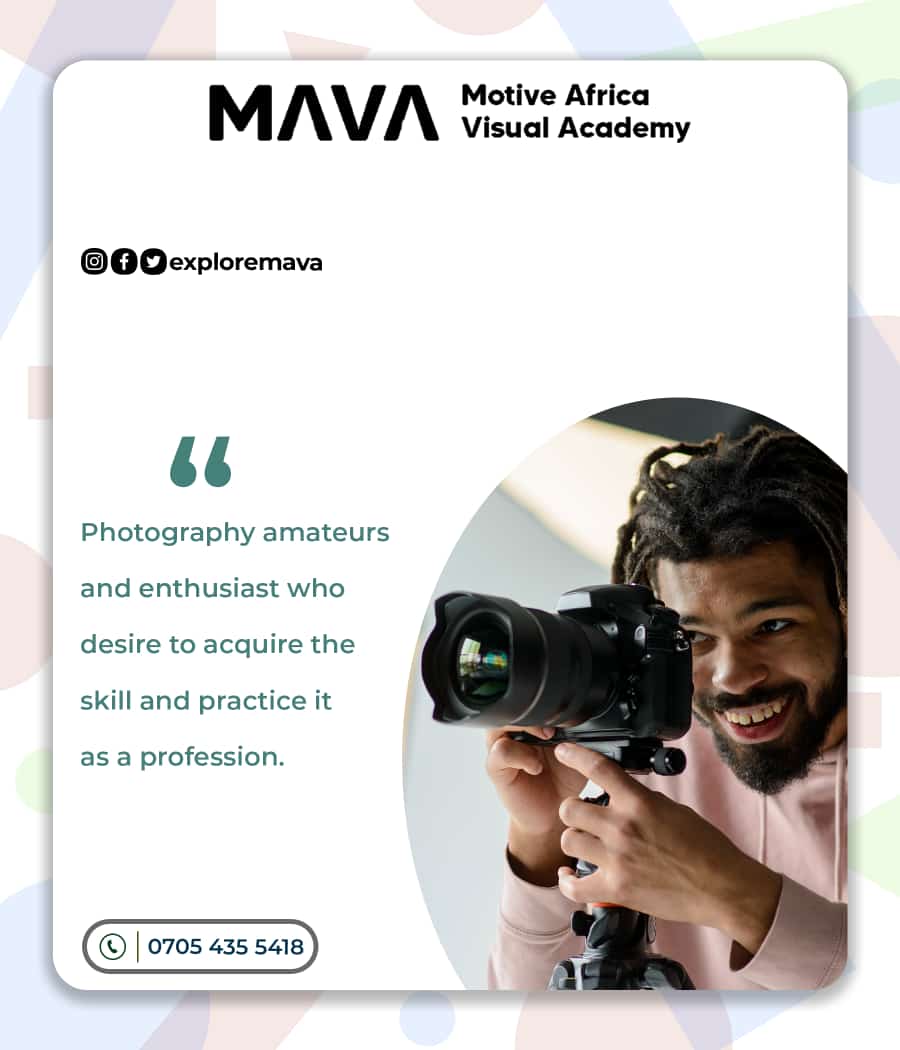 MAVA
Motive Africa
Visual Academy
exploremava
“
Photography amateurs
and enthusiast who
desire to acquire the
skill and practice it
as a profession.
0705 435 5418